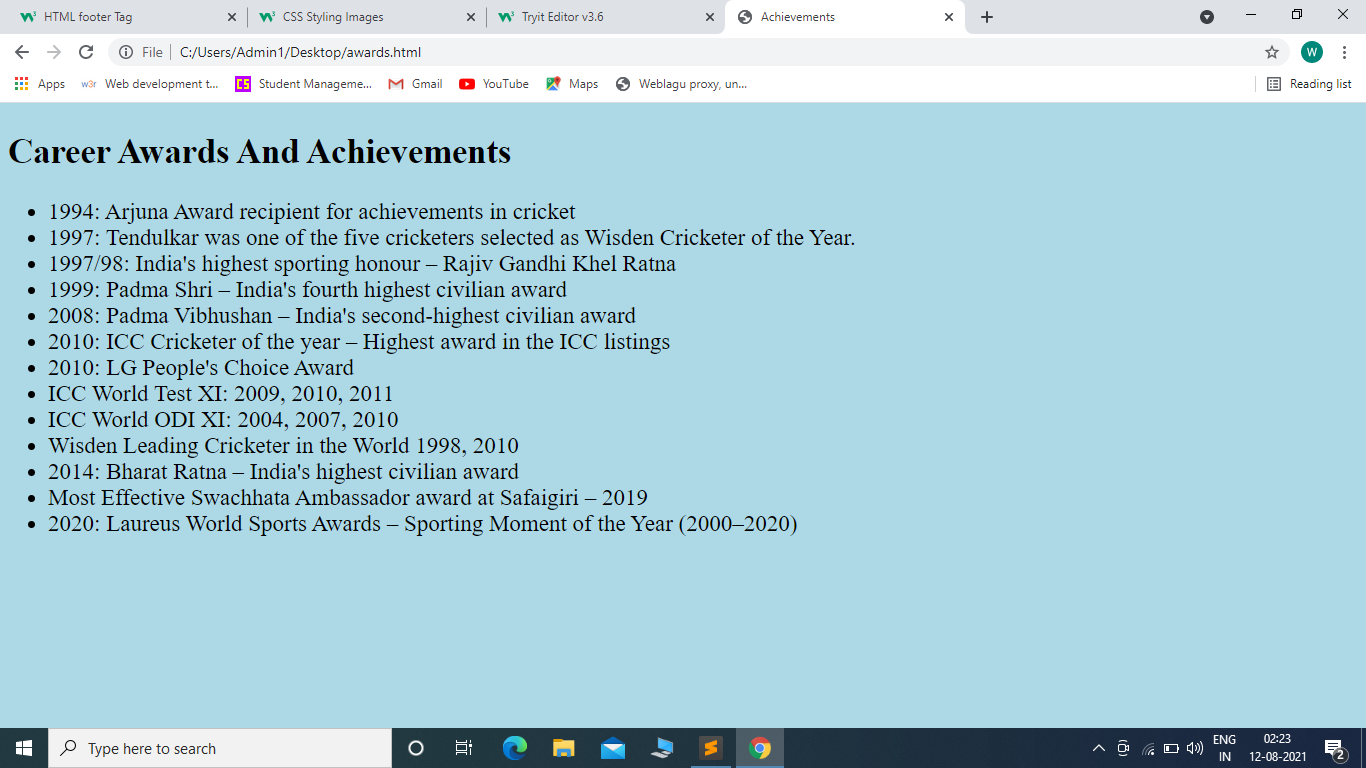 HTML footer Tag
CSS Styling Images
Tryit Editor v3.6
Achievements
File
C:/Users/Admin1/Desktop/awards.html
W
Apps
w3r
Web development t...
CS
Student Manageme...
Gmail
YouTube
Maps
Weblagu proxy, un...
Reading list
Career Awards And Achievements
• 1994: Arjuna Award recipient for achievements in cricket
• 1997: Tendulkar was one of the five cricketers selected as Wisden Cricketer of the Year.
• 1997/98: India's highest sporting honour – Rajiv Gandhi Khel Ratna
• 1999: Padma Shri – India's fourth highest civilian award
• 2008: Padma Vibhushan – India's second-highest civilian award
• 2010: ICC Cricketer of the year – Highest award in the ICC listings
• 2010: LG People's Choice Award
• ICC World Test XI: 2009, 2010, 2011
• ICC World ODI XI: 2004, 2007, 2010
• Wisden Leading Cricketer in the World 1998, 2010
• 2014: Bharat Ratna – India's highest civilian award
• Most Effective Swachhata Ambassador award at Safaigiri – 2019
• 2020: Laureus World Sports Awards – Sporting Moment of the Year (2000–2020)
Type here to search
ENG
IN
02:23
12-08-2021
2